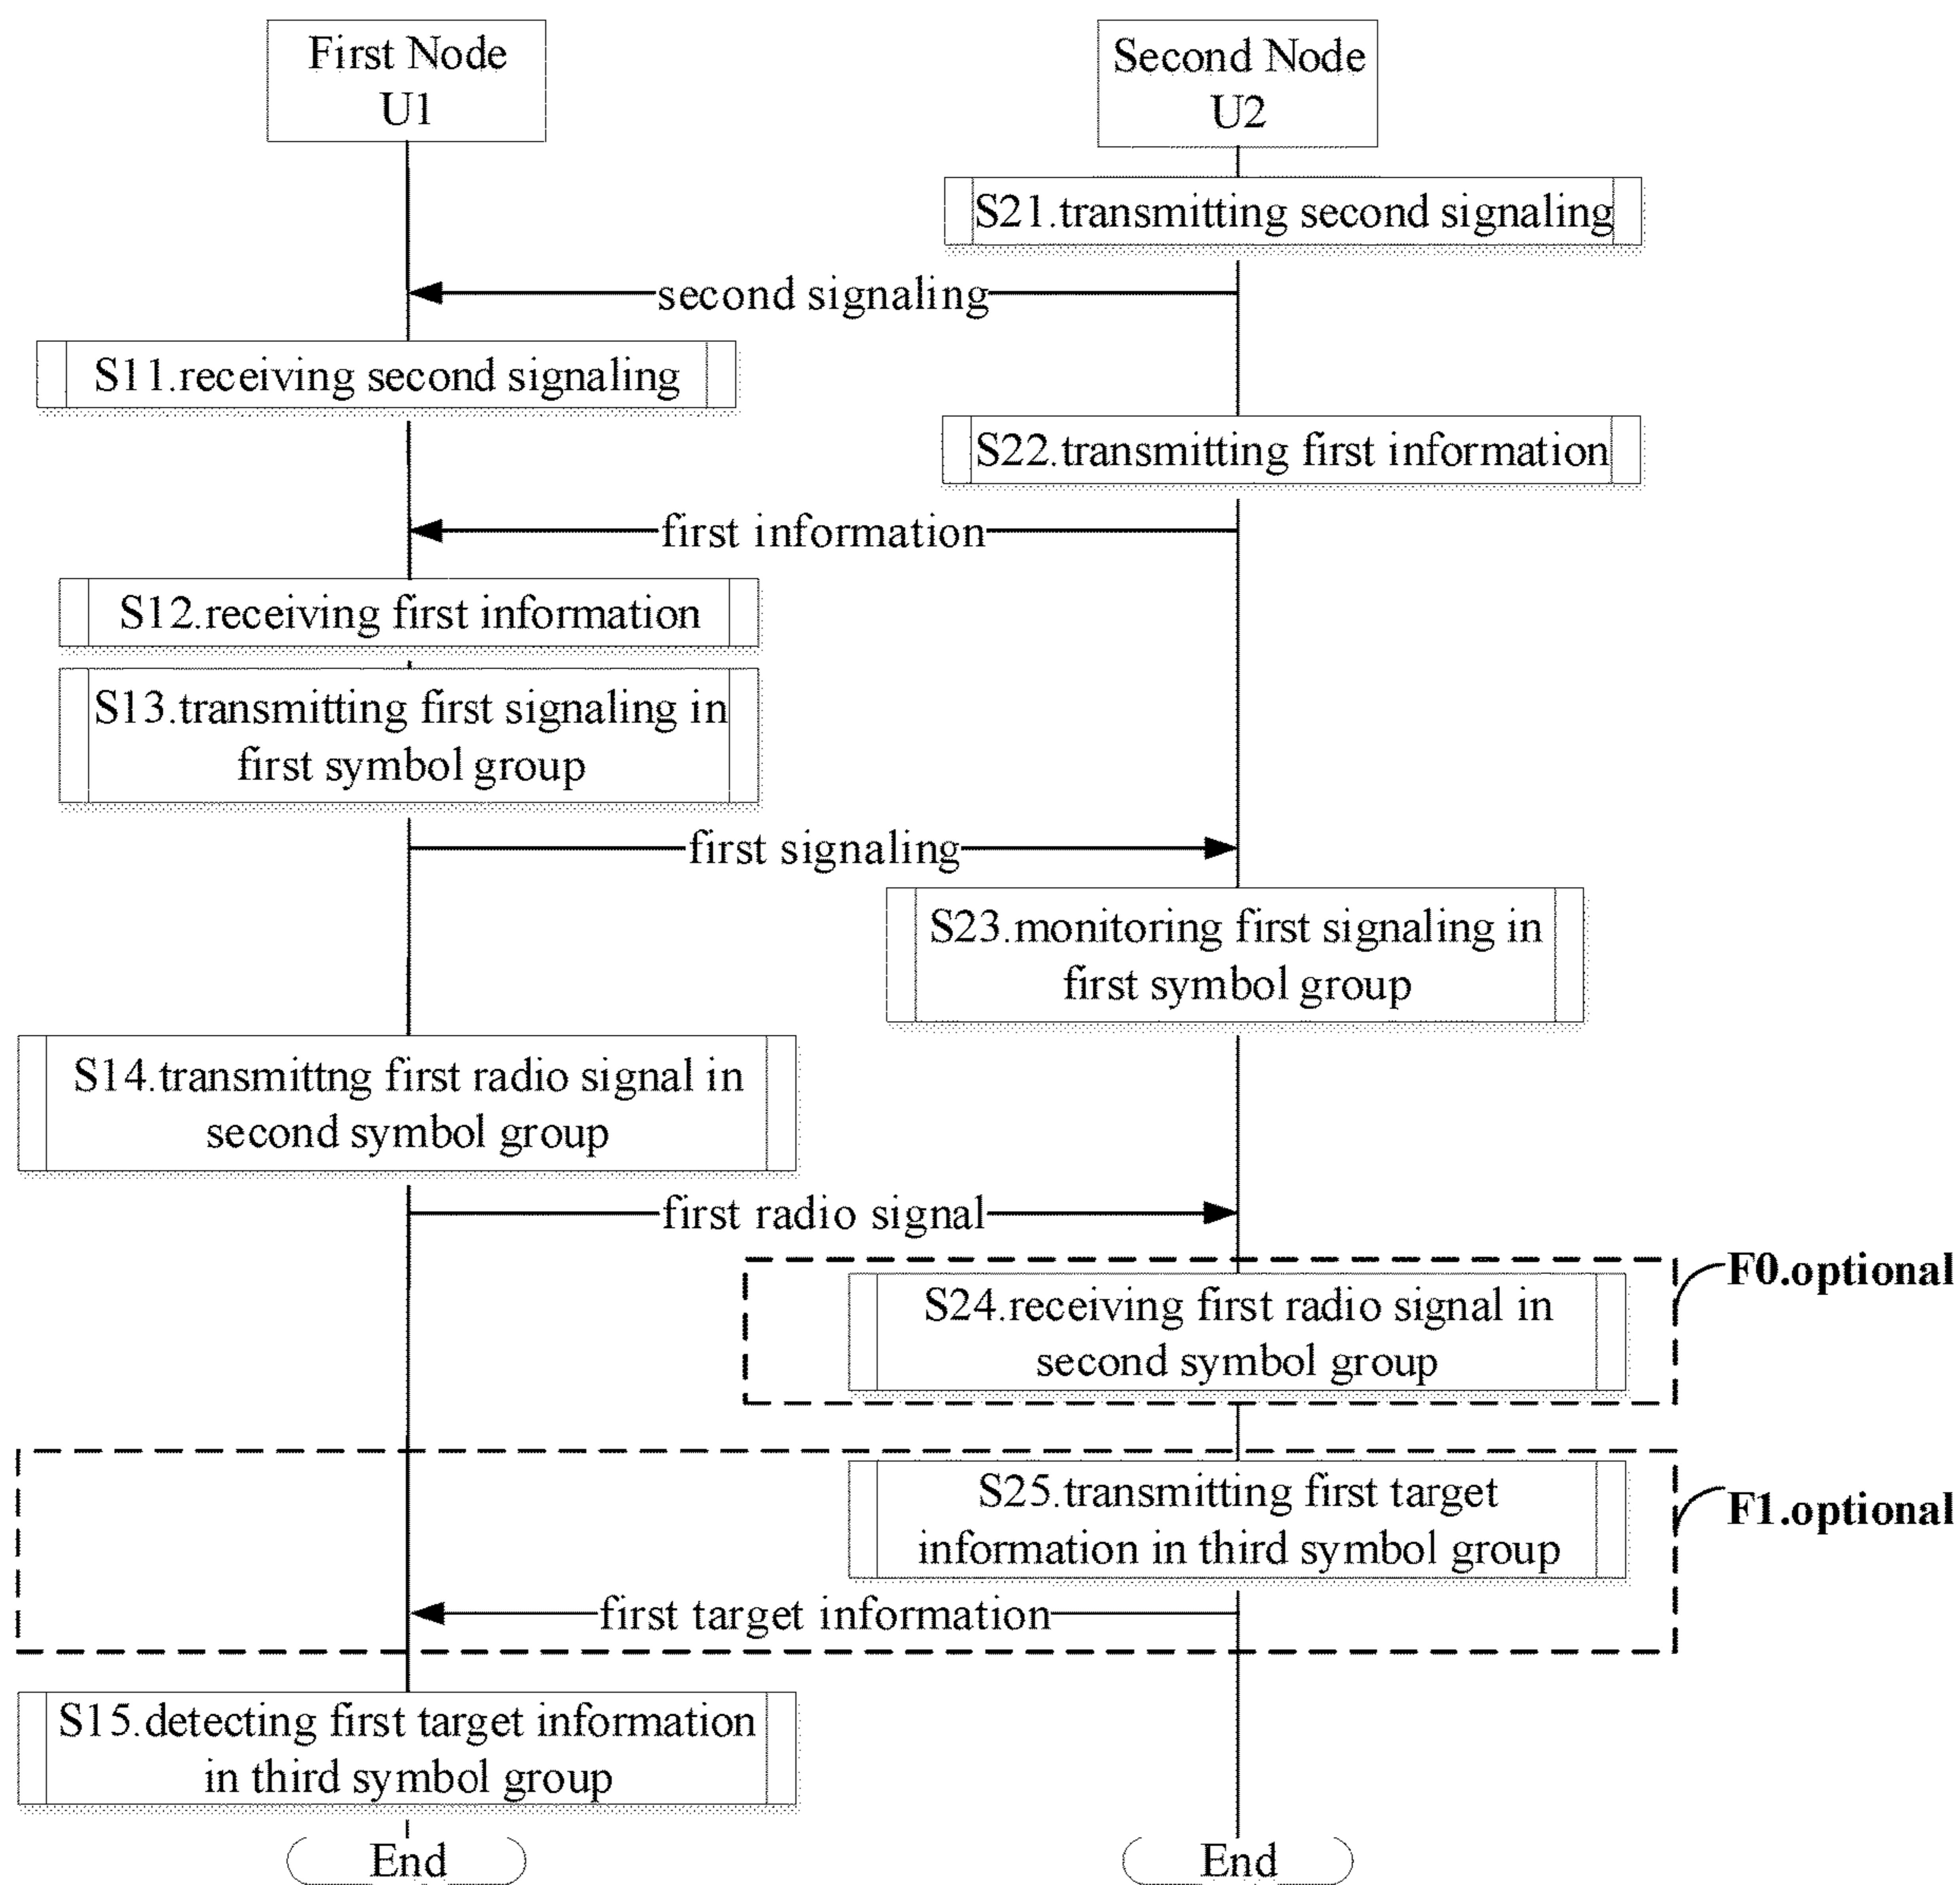 First Node
U1
Second Node
U2
S21.transmitting second signaling
second signaling
S11.receiving second signaling
S22.transmitting first information
first information
S12.receiving first information
S13.transmitting first signaling in
first symbol group
first signaling
S23.monitoring first signaling in
first symbol group
S14.transmittng first radio signal in
second symbol group
first radio signal
F0.optional
S24.receiving first radio signal in
second symbol group
S25.transmitting first target
information in third symbol group
F1.optional
first target information
S15.detecting first target information
in third symbol group
End
End